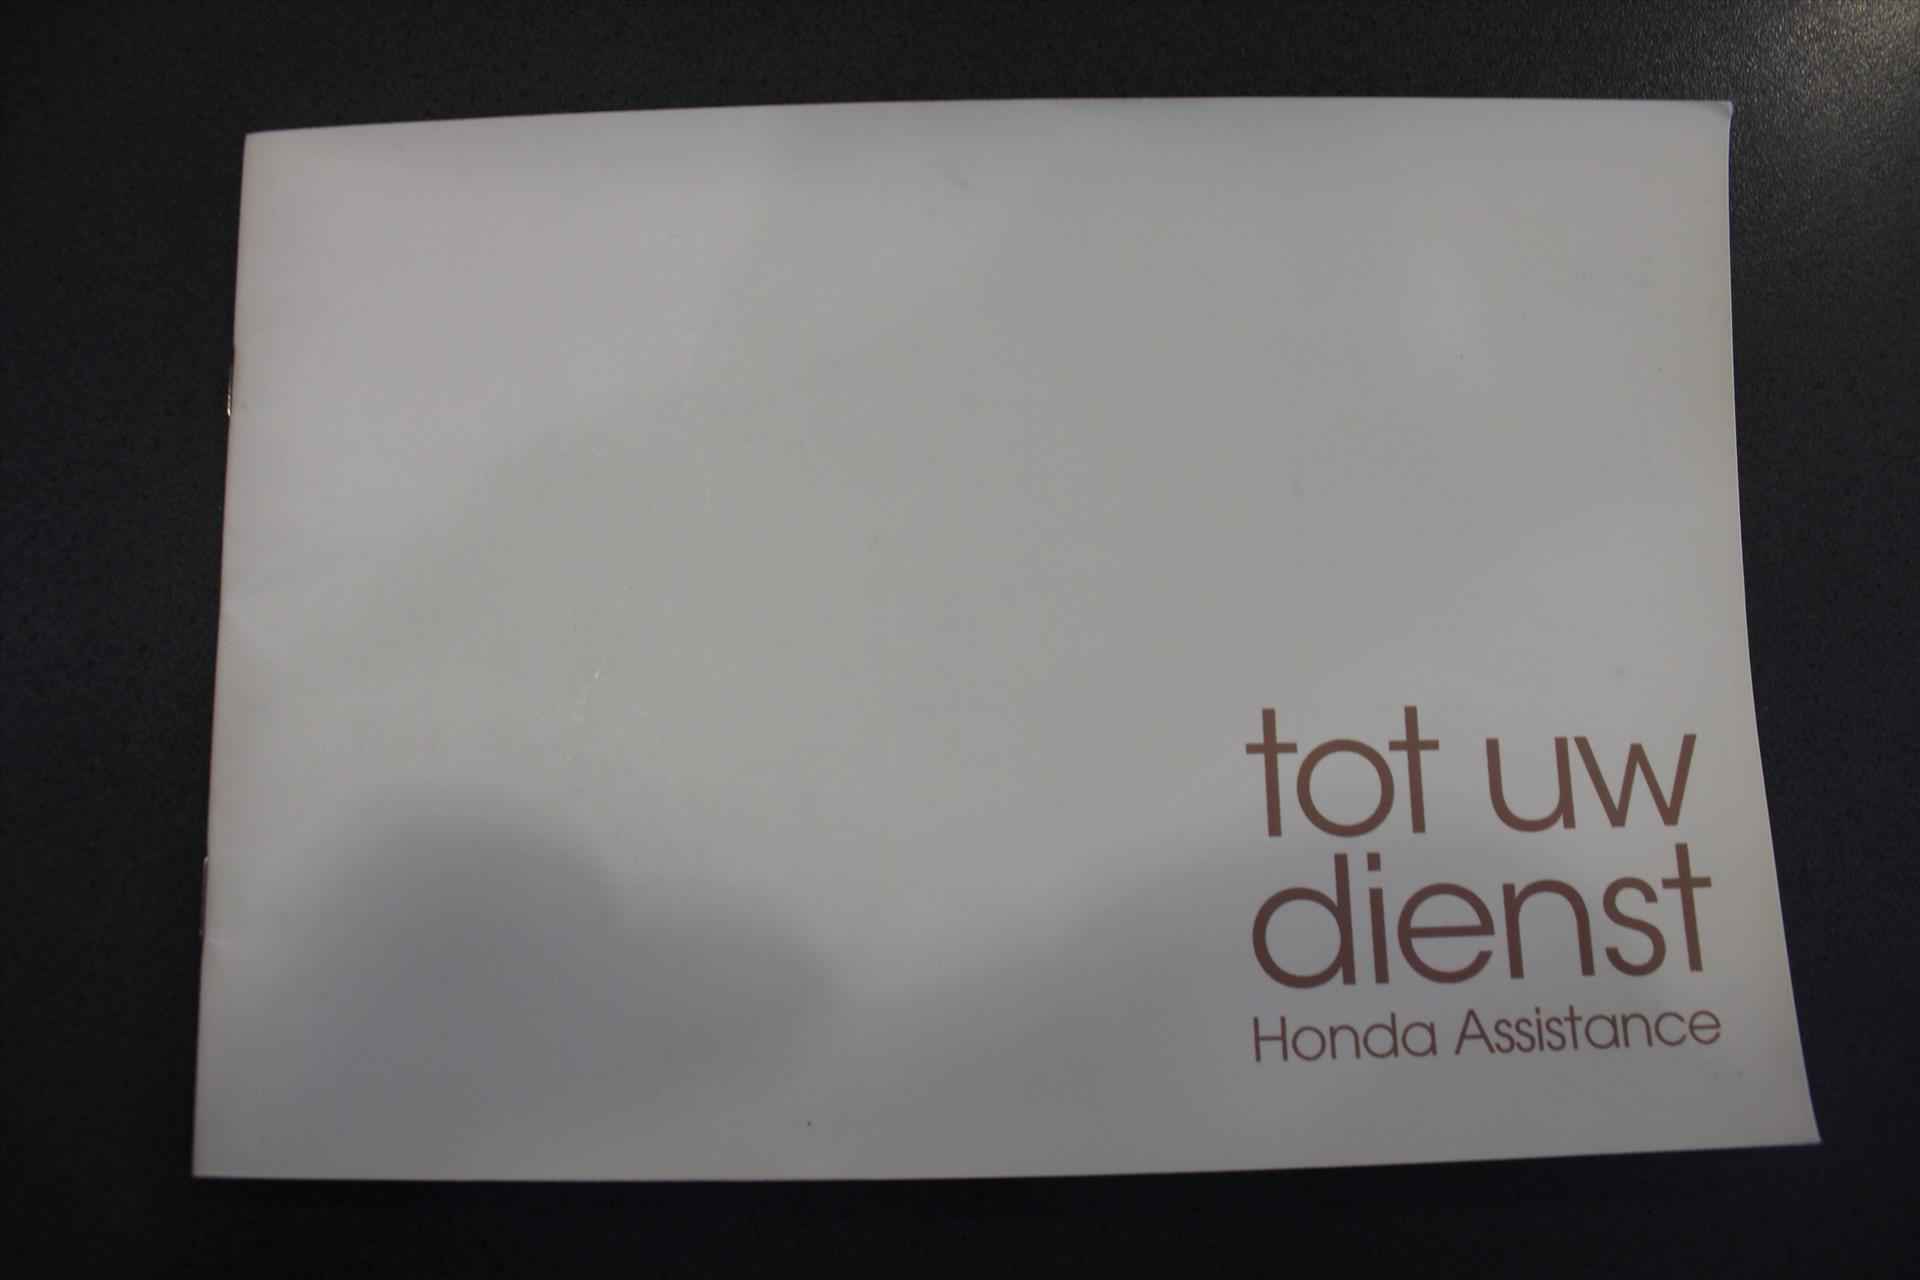 tot uw
dienst
Honda Assistance